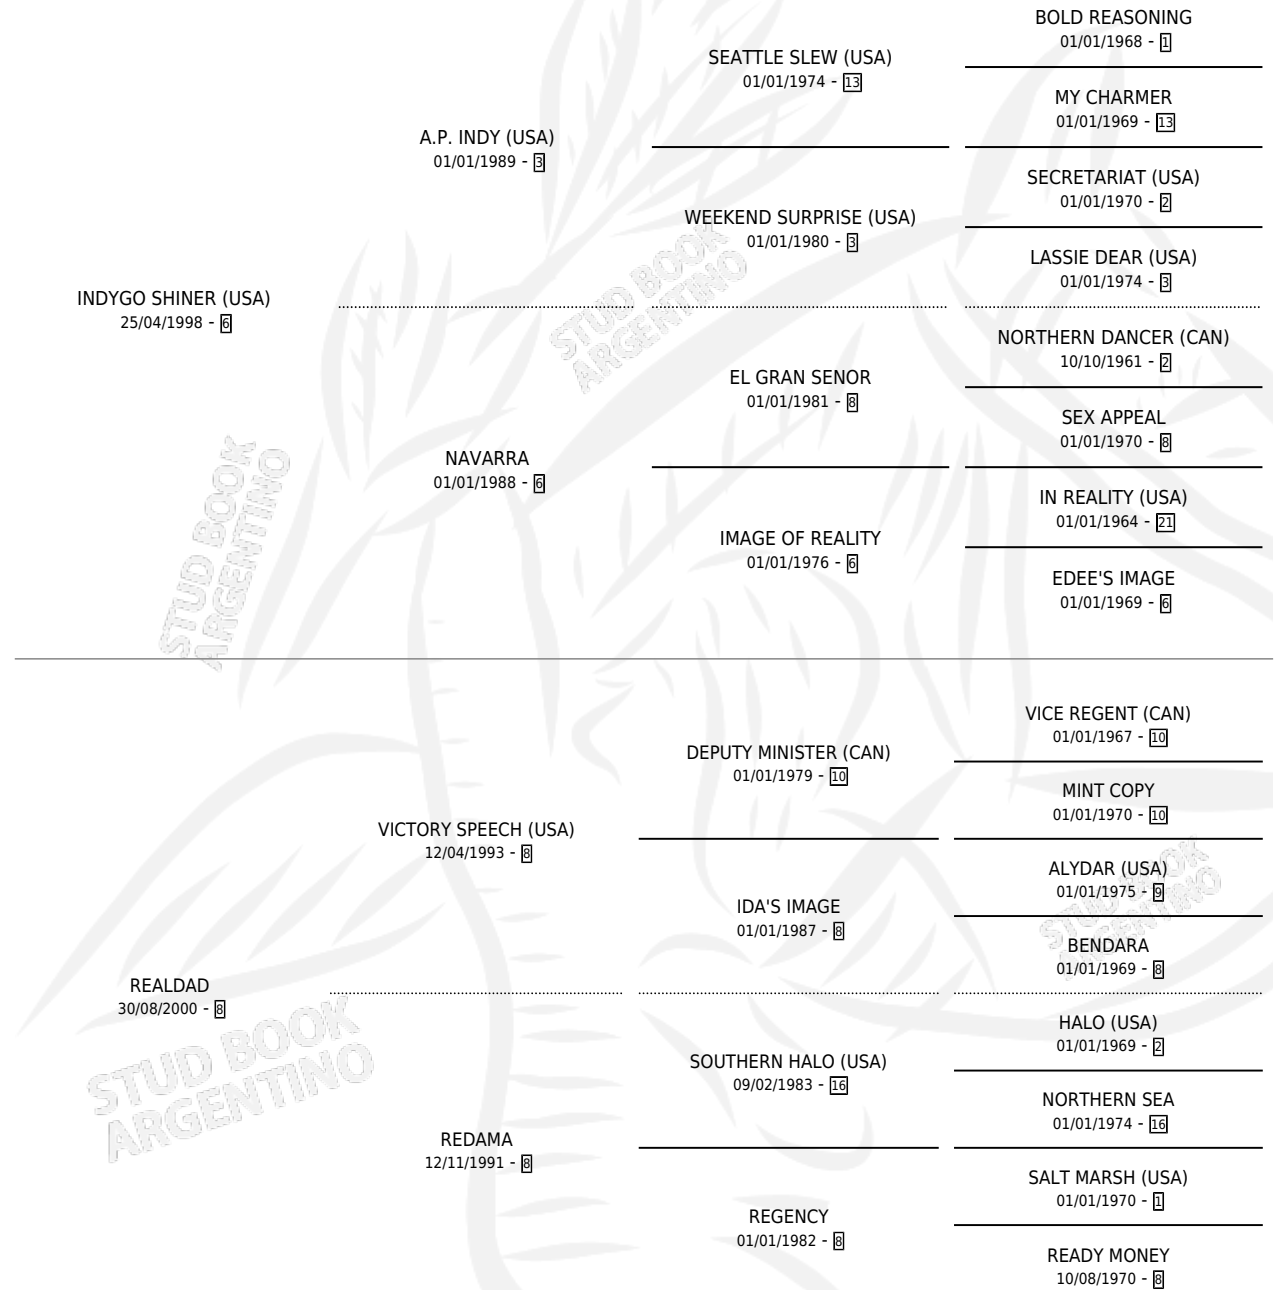 BOLD REASONING
01/01/1968 - 1
SEATTLE SLEW (USA)
01/01/1974 - 13
MY CHARMER
01/01/1969 - 13
A.P. INDY (USA)
01/01/1989 - 3
SECRETARIAT (USA)
01/01/1970 - 2
WEEKEND SURPRISE (USA)
01/01/1980 - 3
LASSIE DEAR (USA)
01/01/1974 - 3
INDYGO SHINER (USA)
25/04/1998 - 6
NORTHERN DANCER (CAN)
10/10/1961 - 2
EL GRAN SENOR
01/01/1981 - 8
SEX APPEAL
01/01/1970 - 8
NAVARRA
01/01/1988 - 6
IN REALITY (USA)
01/01/1964 - 21
IMAGE OF REALITY
01/01/1976 - 6
EDEE'S IMAGE
01/01/1969 - 6
VICE REGENT (CAN)
01/01/1967 - 10
DEPUTY MINISTER (CAN)
01/01/1979 - 10
MINT COPY
01/01/1970 - 10
VICTORY SPEECH (USA)
12/04/1993 - 8
ALYDAR (USA)
01/01/1975 - 9
IDA'S IMAGE
01/01/1987 - 8
BENDARA
01/01/1969 - 8
REALDAD
30/08/2000 - 8
HALO (USA)
01/01/1969 - 2
SOUTHERN HALO (USA)
09/02/1983 - 16
NORTHERN SEA
01/01/1974 - 16
REDAMA
12/11/1991 - 8
SALT MARSH (USA)
01/01/1970 - 1
REGENCY
01/01/1982 - 8
READY MONEY
10/08/1970 - 8
STUD BOOK
ARGENTINO
STUD BOOK
ARGENTINO
STUD BOOK
ARGENTINO
STUD BOOK
ARGENTINO